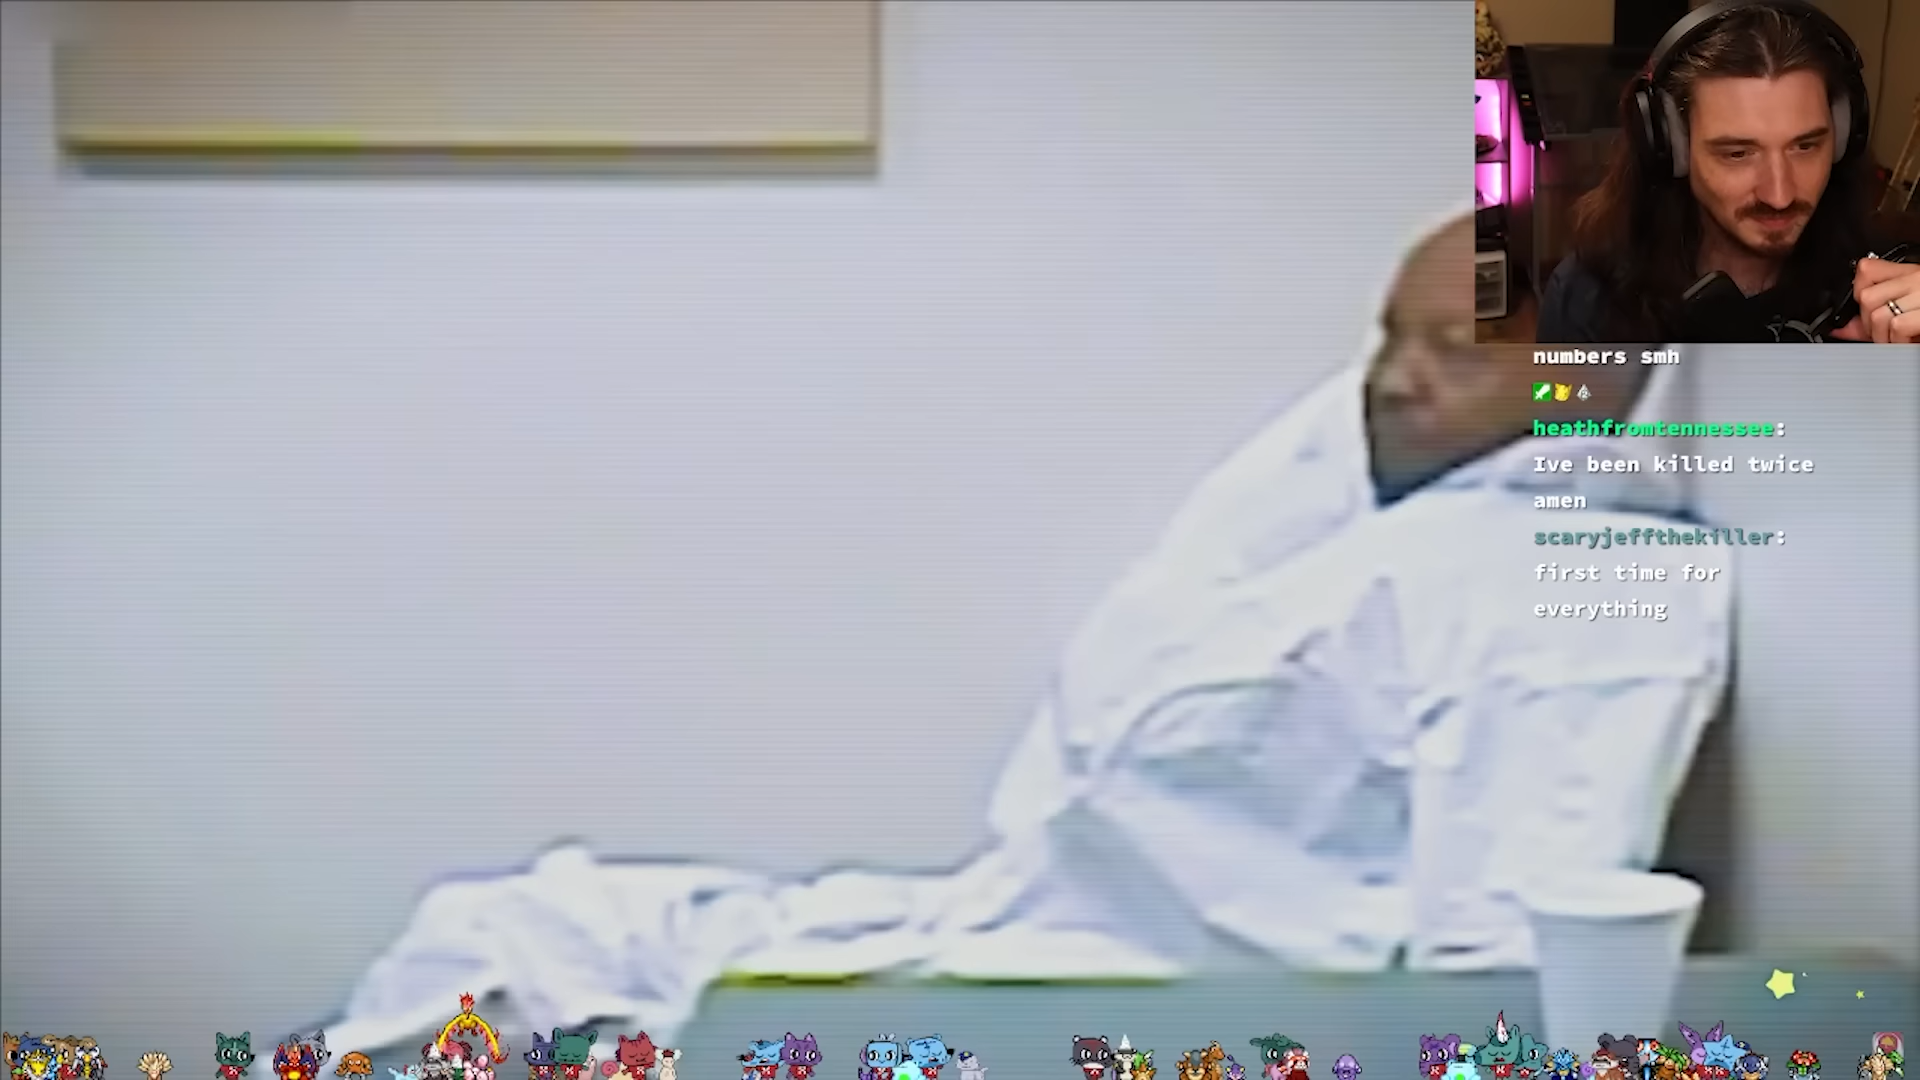 numbers smh
heathfromtennessee:
Ive been killed twice
amen
scaryjeffthekiller:
first time for
everything